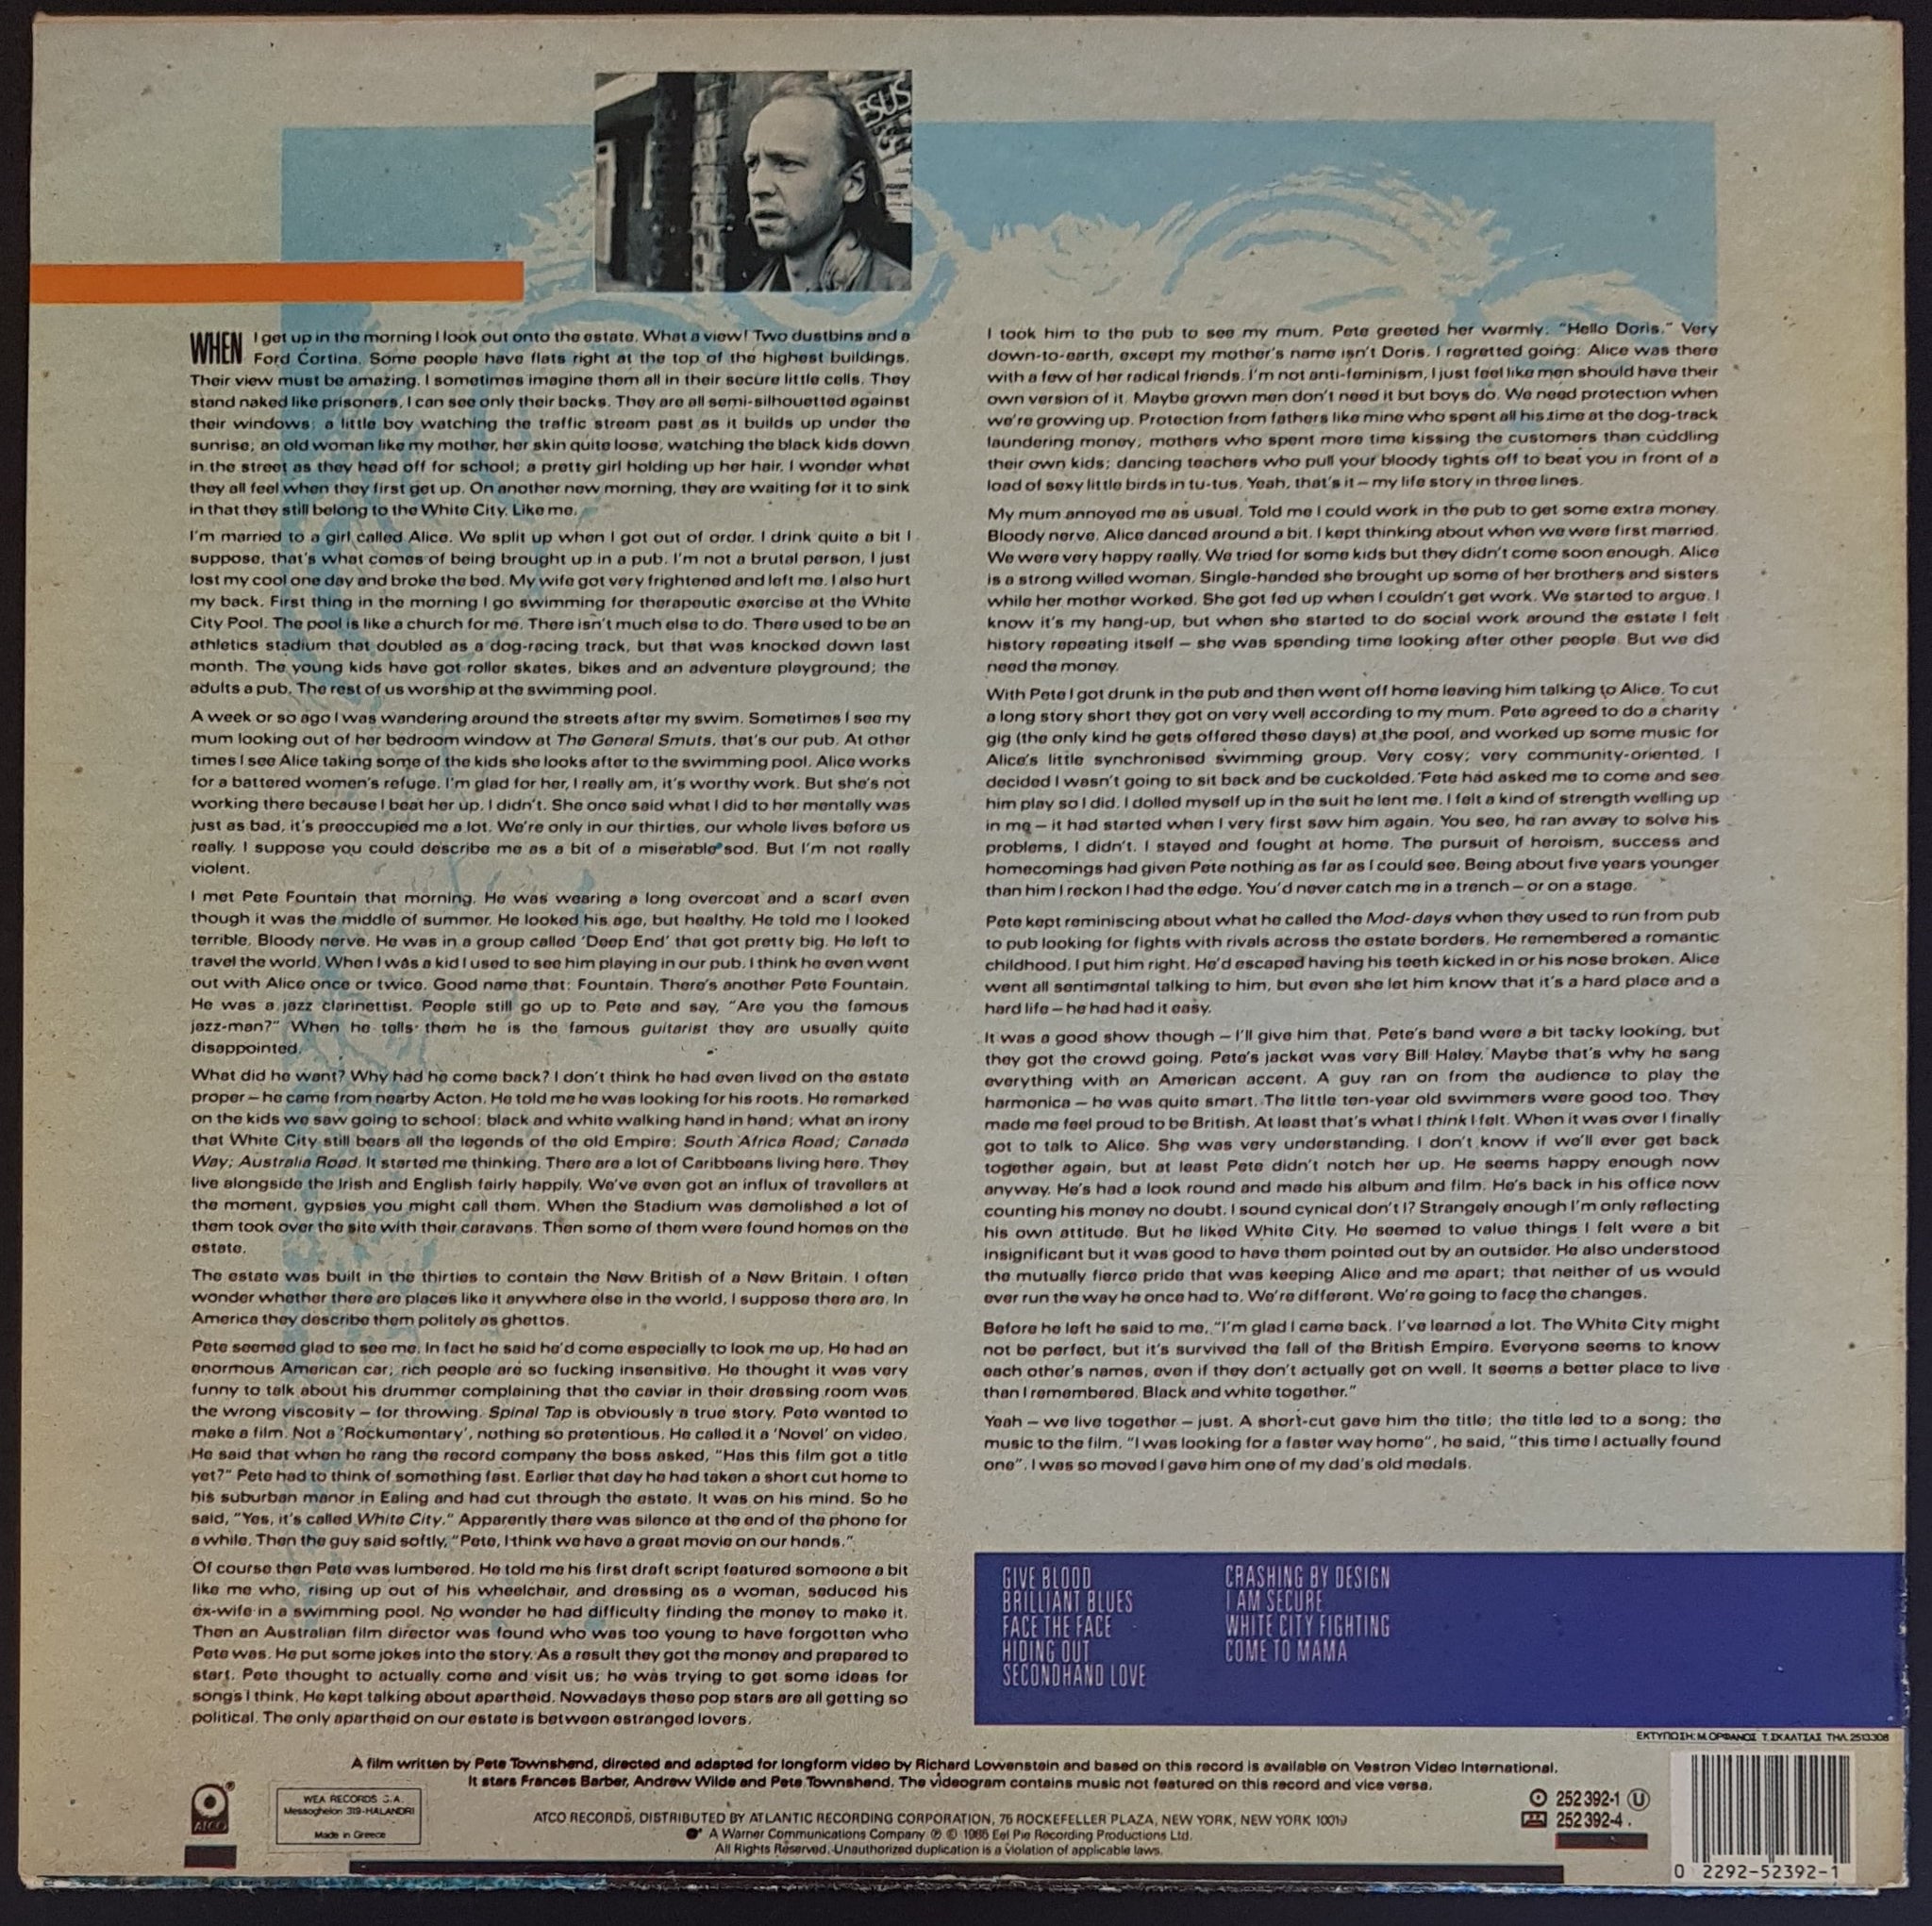 ESUS
WHEN I get up in the morning I look out onto the estate. What a view! Two dustbins and a
Ford Cortina. Some people have flats right at the top of the highest buildings.
Their view must be amazing. I sometimes imagine them all in their secure little cells. They
stand naked like prisoners, I can see only their backs. They are all semi-silhouetted against
their windows; a little boy watching the traffic stream past as it builds up under the
sunrise; an old woman like my mother, her skin quite loose, watching the black kids down
in the street as they head off for school; a pretty girl holding up her hair. I wonder what
they all feel when they first get up. On another new morning, they are waiting for it to sink
in that they still belong to the White City. Like me.
I'm married to a girl called Alice. We split up when I got out of order. I drink quite a bit I
suppose, that's what comes of being brought up in a pub. I'm not a brutal person, I just
lost my cool one day and broke the bed. My wife got very frightened and left me. I also hurt
my back. First thing in the morning I go swimming for therapeutic exercise at the White
City Pool. The pool is like a church for me. There isn't much else to do. There used to be an
athletics stadium that doubled as a dog-racing track, but that was knocked down last
month. The young kids have got roller skates, bikes and an adventure playground; the
adults a pub. The rest of us worship at the swimming pool.
A week or so ago I was wandering around the streets after my swim. Sometimes I see my
mum looking out of her bedroom window at The General Smuts, that's our pub. At other
times I see Alice taking some of the kids she looks after to the swimming pool. Alice works
for a battered women's refuge. I'm glad for her, I really am, it's worthy work. But she's not
working there because I beat her up. I didn't. She once said what I did to her mentally was
just as bad, it's preoccupied me a lot. We're only in our thirties, our whole lives before us
really. I suppose you could describe me as a bit of a miserable sod. But I'm not really
violent.
I met Pete Fountain that morning. He was wearing a long overcoat and a scarf even
though it was the middle of summer. He looked his age, but healthy. He told me I looked
terrible. Bloody nerve. He was in a group called 'Deep End' that got pretty big. He left to
travel the world. When I was a kid I used to see him playing in our pub. I think he even went
out with Alice once or twice. Good name that: Fountain. There's another Pete Fountain.
He was a jazz clarinettist. People still go up to Pete and say, "Are you the famous
jazz-man?" When he tells them he is the famous guitarist they are usually quite
disappointed.
What did he want? Why had he come back? I don't think he had even lived on the estate
proper – he came from nearby Acton. He told me he was looking for his roots. He remarked
on the kids we saw going to school; black and white walking hand in hand; what an irony
that White City still bears all the legends of the old Empire: South Africa Road; Canada
Way; Australia Road. It started me thinking. There are a lot of Caribbeans living here. They
live alongside the Irish and English fairly happily. We've even got an influx of travellers at
the moment, gypsies you might call them. When the Stadium was demolished a lot of
them took over the site with their caravans. Then some of them were found homes on the
estate.
The estate was built in the thirties to contain the New British of a New Britain. I often
wonder whether there are places like it anywhere else in the world. I suppose there are. In
America they describe them politely as ghettos.
Pete seemed glad to see me. In fact he said he'd come especially to look me up. He had an
enormous American car; rich people are so fucking insensitive. He thought it was very
funny to talk about his drummer complaining that the caviar in their dressing room was
the wrong viscosity – for throwing. Spinal Tap is obviously a true story. Pete wanted to
make a film. Not a 'Rockumentary', nothing so pretentious. He called it a 'Novel' on video.
He said that when he rang the record company the boss asked, "Has this film got a title
yet?" Pete had to think of something fast. Earlier that day he had taken a short cut home to
his suburban manor in Ealing and had cut through the estate. It was on his mind. So he
said, "Yes, it's called White City." Apparently there was silence at the end of the phone for
a while. Then the guy said softly, "Pete, I think we have a great movie on our hands."
Of course then Pete was lumbered. He told me his first draft script featured someone a bit
like me who, rising up out of his wheelchair, and dressing as a woman, seduced his
ex-wife in a swimming pool. No wonder he had difficulty finding the money to make it.
Then an Australian film director was found who was too young to have forgotten who
Pete was. He put some jokes into the story. As a result they got the money and prepared to
start. Pete thought to actually come and visit us; he was trying to get some ideas for
songs I think. He kept talking about apartheid. Nowadays these pop stars are all getting so
political. The only apartheid on our estate is between estranged lovers.
I took him to the pub to see my mum. Pete greeted her warmly: "Hello Doris." Very
down-to-earth, except my mother's name isn't Doris. I regretted going: Alice was there
with a few of her radical friends. I'm not anti-feminism, I just feel like men should have their
own version of it. Maybe grown men don't need it but boys do. We need protection when
we're growing up. Protection from fathers like mine who spent all his time at the dog-track
laundering money; mothers who spent more time kissing the customers than cuddling
their own kids; dancing teachers who pull your bloody tights off to beat you in front of a
load of sexy little birds in tu-tus. Yeah, that's it – my life story in three lines.
My mum annoyed me as usual. Told me I could work in the pub to get some extra money.
Bloody nerve. Alice danced around a bit. I kept thinking about when we were first married.
We were very happy really. We tried for some kids but they didn't come soon enough. Alice
is a strong willed woman. Single-handed she brought up some of her brothers and sisters
while her mother worked. She got fed up when I couldn't get work. We started to argue. I
know it's my hang-up, but when she started to do social work around the estate I felt
history repeating itself – she was spending time looking after other people. But we did
need the money.
With Pete I got drunk in the pub and then went off home leaving him talking to Alice. To cut
a long story short they got on very well according to my mum. Pete agreed to do a charity
gig (the only kind he gets offered these days) at the pool, and worked up some music for
Alice's little synchronised swimming group. Very cosy; very community-oriented. I
decided I wasn't going to sit back and be cuckolded. Pete had asked me to come and see
him play so I did. I dolled myself up in the suit he lent me. I felt a kind of strength welling up
in me – it had started when I very first saw him again. You see, he ran away to solve his
problems, I didn't. I stayed and fought at home. The pursuit of heroism, success and
homecomings had given Pete nothing as far as I could see. Being about five years younger
than him I reckon I had the edge. You'd never catch me in a trench – or on a stage.
Pete kept reminiscing about what he called the Mod-days when they used to run from pub
to pub looking for fights with rivals across the estate borders. He remembered a romantic
childhood. I put him right. He'd escaped having his teeth kicked in or his nose broken. Alice
went all sentimental talking to him, but even she let him know that it's a hard place and a
hard life – he had had it easy.
It was a good show though – I'll give him that. Pete's band were a bit tacky looking, but
they got the crowd going. Pete's jacket was very Bill Haley. Maybe that's why he sang
everything with an American accent. A guy ran on from the audience to play the
harmonica – he was quite smart. The little ten-year old swimmers were good too. They
made me feel proud to be British. At least that's what I think I felt. When it was over I finally
got to talk to Alice. She was very understanding. I don't know if we'll ever get back
together again, but at least Pete didn't notch her up. He seems happy enough now
anyway. He's had a look round and made his album and film. He's back in his office now
counting his money no doubt. I sound cynical don't I? Strangely enough I'm only reflecting
his own attitude. But he liked White City. He seemed to value things I felt were a bit
insignificant but it was good to have them pointed out by an outsider. He also understood
the mutually fierce pride that was keeping Alice and me apart; that neither of us would
ever run the way he once had to. We're different. We're going to face the changes.
Before he left he said to me, "I'm glad I came back. I've learned a lot. The White City might
not be perfect, but it's survived the fall of the British Empire. Everyone seems to know
each other's names, even if they don't actually get on well. It seems a better place to live
than I remembered. Black and white together."
Yeah – we live together – just. A short-cut gave him the title; the title led to a song; the
music to the film. "I was looking for a faster way home", he said, "this time I actually found
one". I was so moved I gave him one of my dad's old medals.
GIVE BLOOD
BRILLIANT BLUES
FACE THE FACE
HIDING OUT
SECONDHAND LOVE
CRASHING BY DESIGN
I AM SECURE
WHITE CITY FIGHTING
COME TO MAMA
ΕΚΤΥΠΩΣΗ: Μ. ΟΡΦΑΝΟΣ Τ. ΣΚΛΑΤΣΑΣ ΤΗΛ. 2513308
A film written by Pete Townshend, directed and adapted for longform video by Richard Lowenstein and based on this record is available on Vestron Video International.
It stars Frances Barber, Andrew Wilde and Pete Townshend. The videogram contains music not featured on this record and vice versa.
ATCO
WEA RECORDS S.A.
Messoghelon 319-HALANDRI
Made in Greece
ATCO RECORDS, DISTRIBUTED BY ATLANTIC RECORDING CORPORATION, 75 ROCKEFELLER PLAZA, NEW YORK, NEW YORK 10019
A Warner Communications Company ℗ © 1985 Eel Pie Recording Productions Ltd.
All Rights Reserved. Unauthorized duplication is a violation of applicable laws.
252 392-1 U
252 392-4 .
0 2292-52392-1